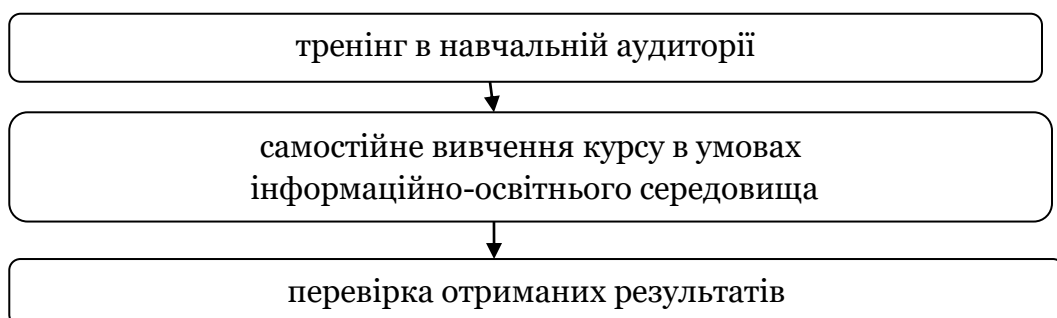 тренінг в навчальній аудиторії
самостійне вивчення курсу в умовах
інформаційно-освітнього середовища
перевірка отриманих результатів